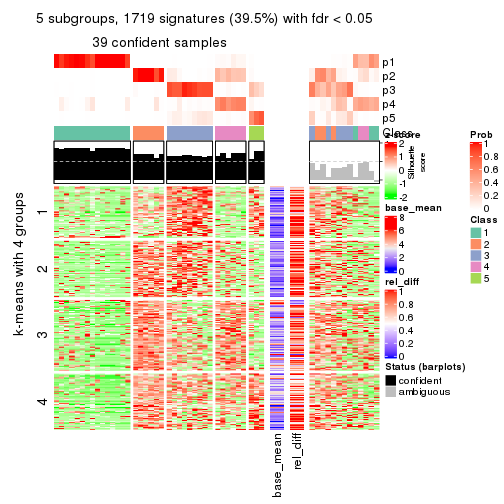 5 subgroups, 1719 signatures (39.5%) with fdr < 0.05
39 confident samples
p1
p2
p3
p4
p5
Class
Silhouette
score
k-means with 4 groups
1
2
3
4
base_mean
rel_diff
z-score
2
1
0
-1
-2
base_mean
8
6
4
2
0
rel_diff
1
0.8
0.6
0.4
0.2
0
Status (barplots)
confident
ambiguous
Prob
1
0.8
0.6
0.4
0.2
0
Class
1
2
3
4
5